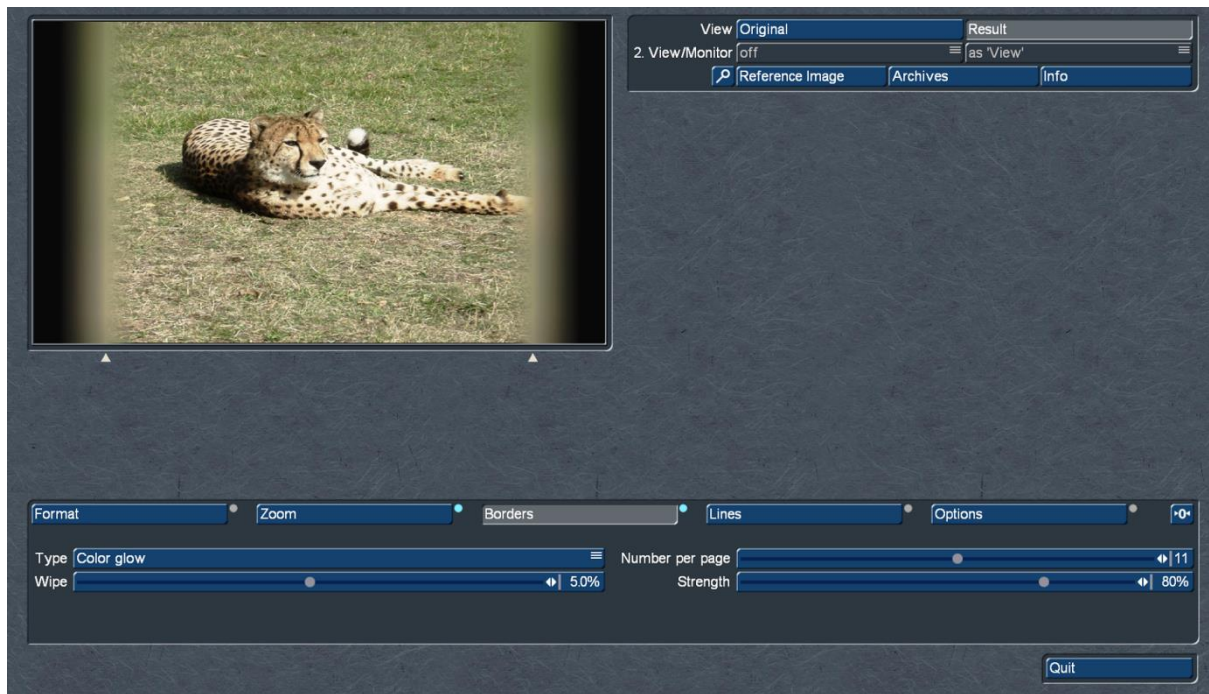 View Original Result
2. View/Monitor off as 'View'
Reference Image Archives Info
Format Zoom Borders Lines Options ▸0◂
Type Color glow Number per page 11
Wipe 5.0% Strength 80%
Quit